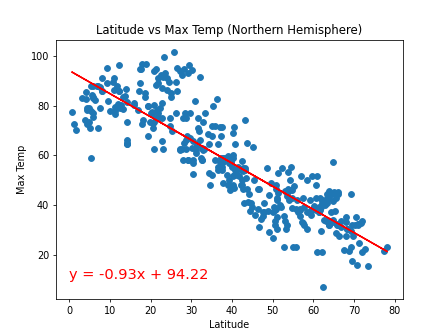 Latitude vs Max Temp (Northern Hemisphere)
100
80
60
40
20
Max Temp
y = -0.93x + 94.22
0 10 20 30 40 50 60 70 80
Latitude